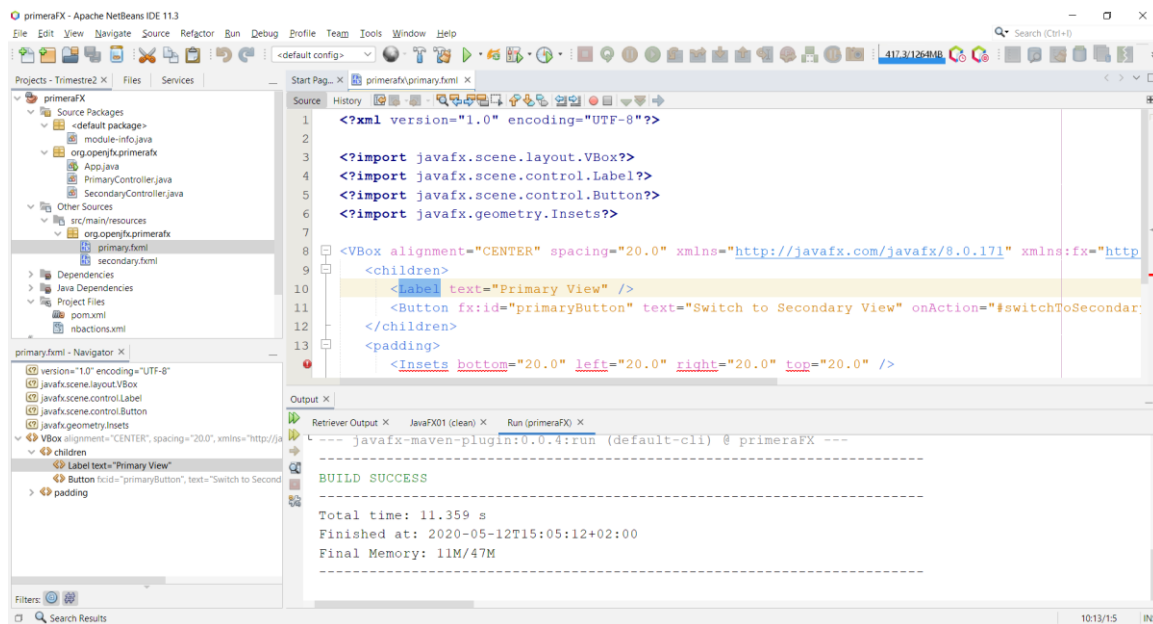 primeraFX - Apache NetBeans IDE 11.3
File Edit View Navigate Source Refactor Run Debug Profile Team Tools Window Help
Search (Ctrl+I)
<default config>
417.3/1264MB
Projects - Trimestre2 × Files Services
Start Pag... × primerafx\primary.fxml ×
primeraFX
Source Packages
<default package>
module-info.java
org.openjfx.primerafx
App.java
PrimaryController.java
SecondaryController.java
Other Sources
src/main/resources
org.openjfx.primerafx
primary.fxml
secondary.fxml
Dependencies
Java Dependencies
Project Files
pom.xml
nbactions.xml
Source History
1 <?xml version="1.0" encoding="UTF-8"?>
2
3 <?import javafx.scene.layout.VBox?>
4 <?import javafx.scene.control.Label?>
5 <?import javafx.scene.control.Button?>
6 <?import javafx.geometry.Insets?>
7
8 <VBox alignment="CENTER" spacing="20.0" xmlns="http://javafx.com/javafx/8.0.171" xmlns:fx="http
9 <children>
10 <Label text="Primary View" />
11 <Button fx:id="primaryButton" text="Switch to Secondary View" onAction="#switchToSecondar
12 </children>
13 <padding>
<Insets bottom="20.0" left="20.0" right="20.0" top="20.0" />
primary.fxml - Navigator ×
version="1.0" encoding="UTF-8"
javafx.scene.layout.VBox
javafx.scene.control.Label
javafx.scene.control.Button
javafx.geometry.Insets
VBox alignment="CENTER", spacing="20.0", xmlns="http://ja
children
Label text="Primary View"
Button fx:id="primaryButton", text="Switch to Second
padding
Filters:
Output ×
Retriever Output × JavaFX01 (clean) × Run (primeraFX) ×
--- javafx-maven-plugin:0.0.4:run (default-cli) @ primeraFX ---
------------------------------------------------------------------------
BUILD SUCCESS
------------------------------------------------------------------------
Total time: 11.359 s
Finished at: 2020-05-12T15:05:12+02:00
Final Memory: 11M/47M
------------------------------------------------------------------------
Search Results
10:13/1:5 IN